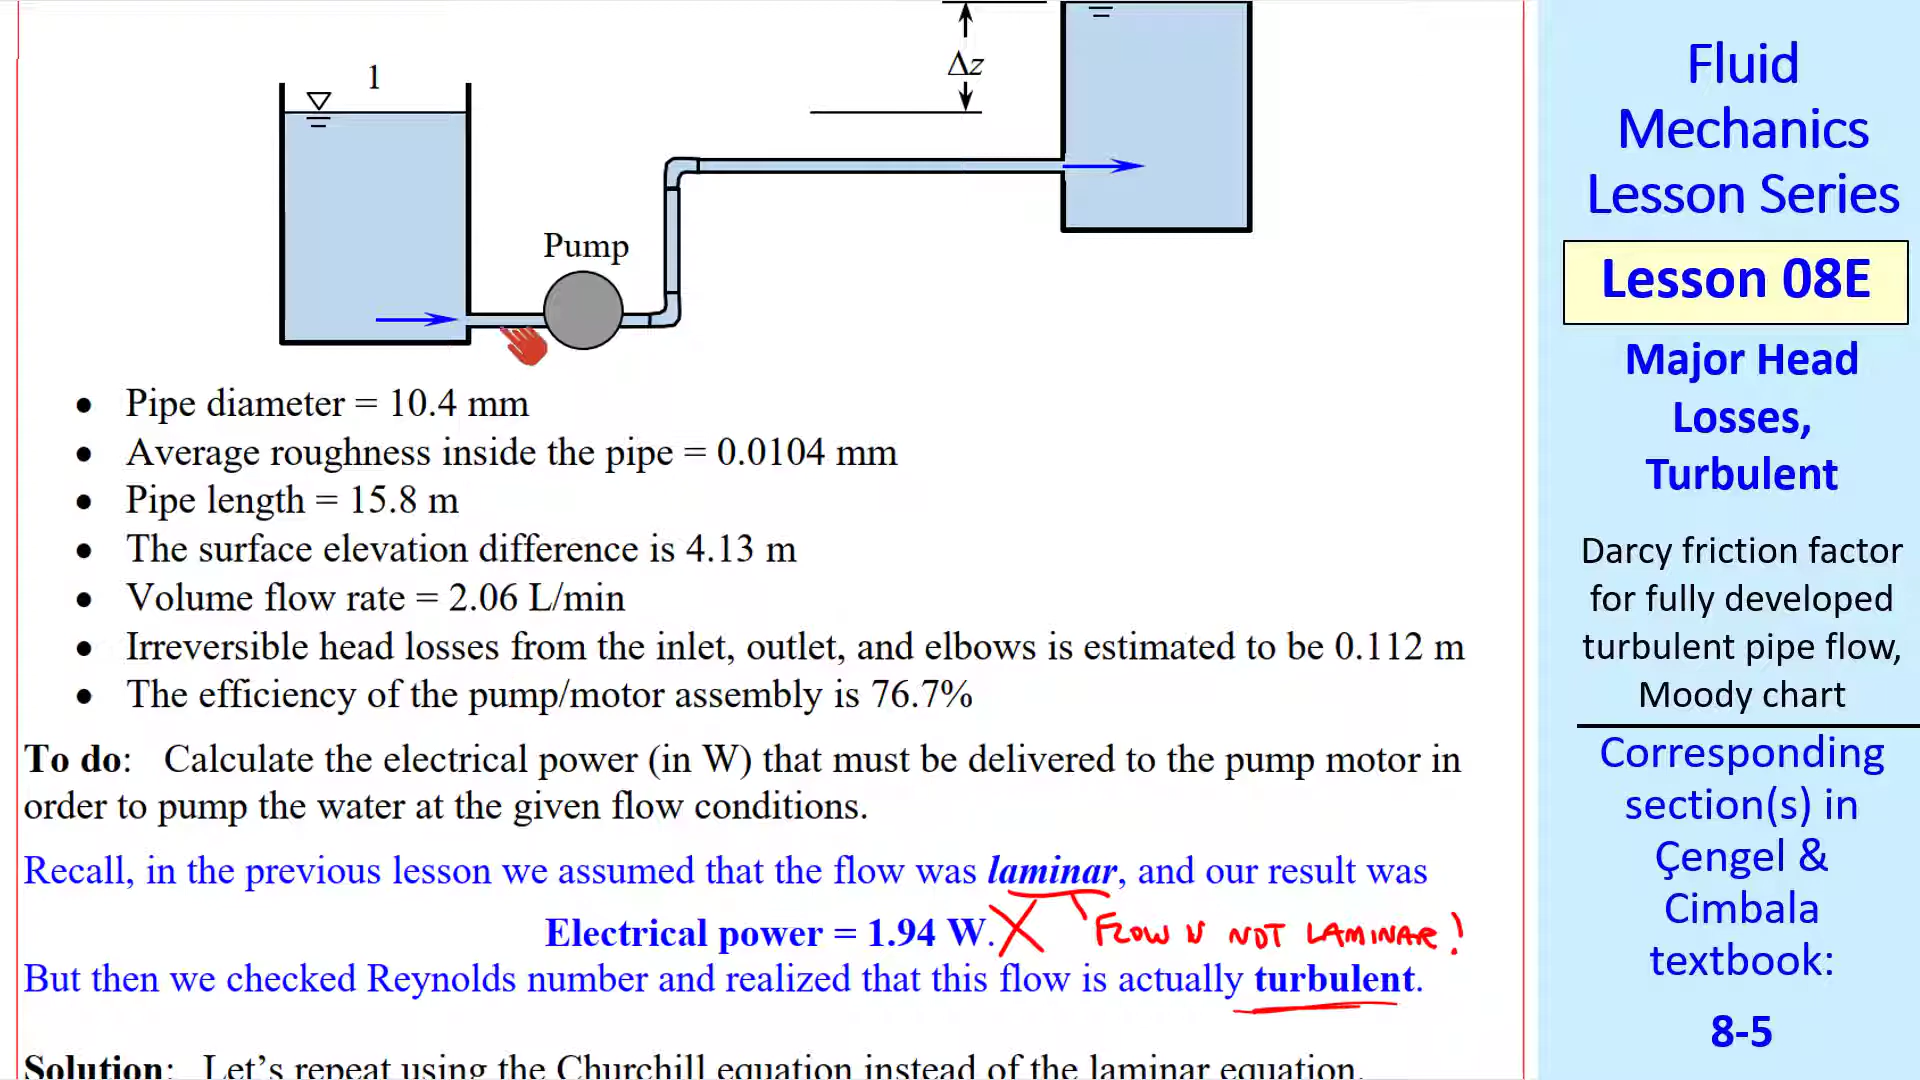 Δz
1
Pump
• Pipe diameter = 10.4 mm
• Average roughness inside the pipe = 0.0104 mm
• Pipe length = 15.8 m
• The surface elevation difference is 4.13 m
• Volume flow rate = 2.06 L/min
• Irreversible head losses from the inlet, outlet, and elbows is estimated to be 0.112 m
• The efficiency of the pump/motor assembly is 76.7%
To do: Calculate the electrical power (in W) that must be delivered to the pump motor in
order to pump the water at the given flow conditions.
Recall, in the previous lesson we assumed that the flow was laminar, and our result was
Electrical power = 1.94 W. FLOW IS NOT LAMINAR!
But then we checked Reynolds number and realized that this flow is actually turbulent.
Solution: Let's repeat using the Churchill equation instead of the laminar equation.
Fluid
Mechanics
Lesson Series
Lesson 08E
Major Head
Losses,
Turbulent
Darcy friction factor
for fully developed
turbulent pipe flow,
Moody chart
Corresponding
section(s) in
Çengel &
Cimbala
textbook:
8-5